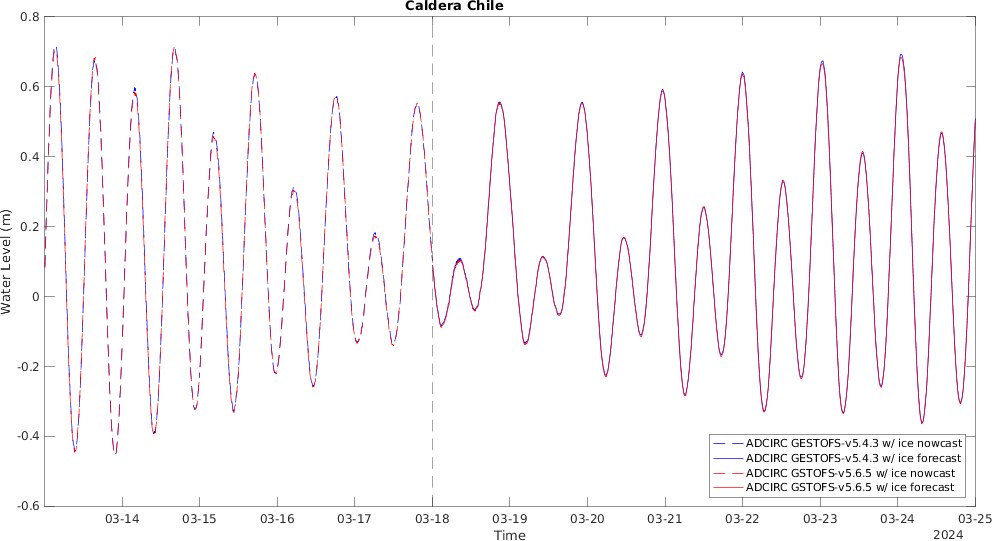 Caldera Chile
0.8
0.6
0.4
0.2
0
-0.2
-0.4
-0.6
Water Level (m)
ADCIRC GESTOFS-v5.4.3 w/ ice nowcast
ADCIRC GESTOFS-v5.4.3 w/ ice forecast
ADCIRC GSTOFS-v5.6.5 w/ ice nowcast
ADCIRC GSTOFS-v5.6.5 w/ ice forecast
03-14 03-15 03-16 03-17 03-18 03-19 03-20 03-21 03-22 03-23 03-24 03-25
Time
2024